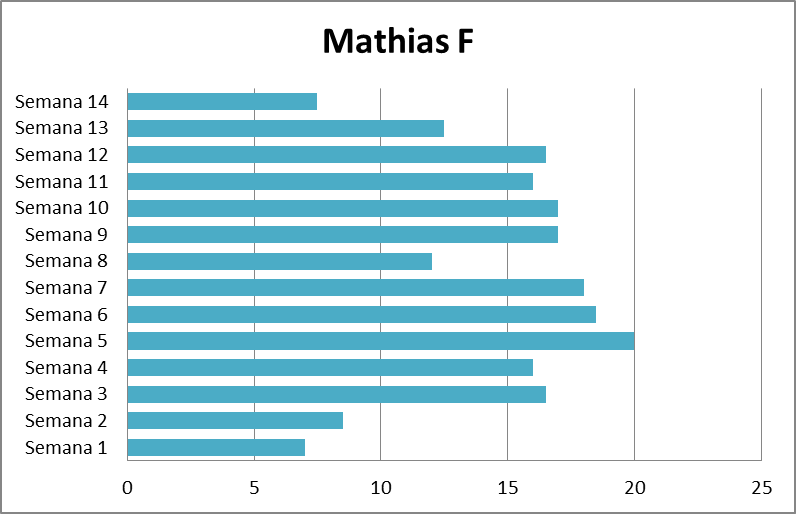 Mathias F
Semana 14
Semana 13
Semana 12
Semana 11
Semana 10
Semana 9
Semana 8
Semana 7
Semana 6
Semana 5
Semana 4
Semana 3
Semana 2
Semana 1
0 5 10 15 20 25